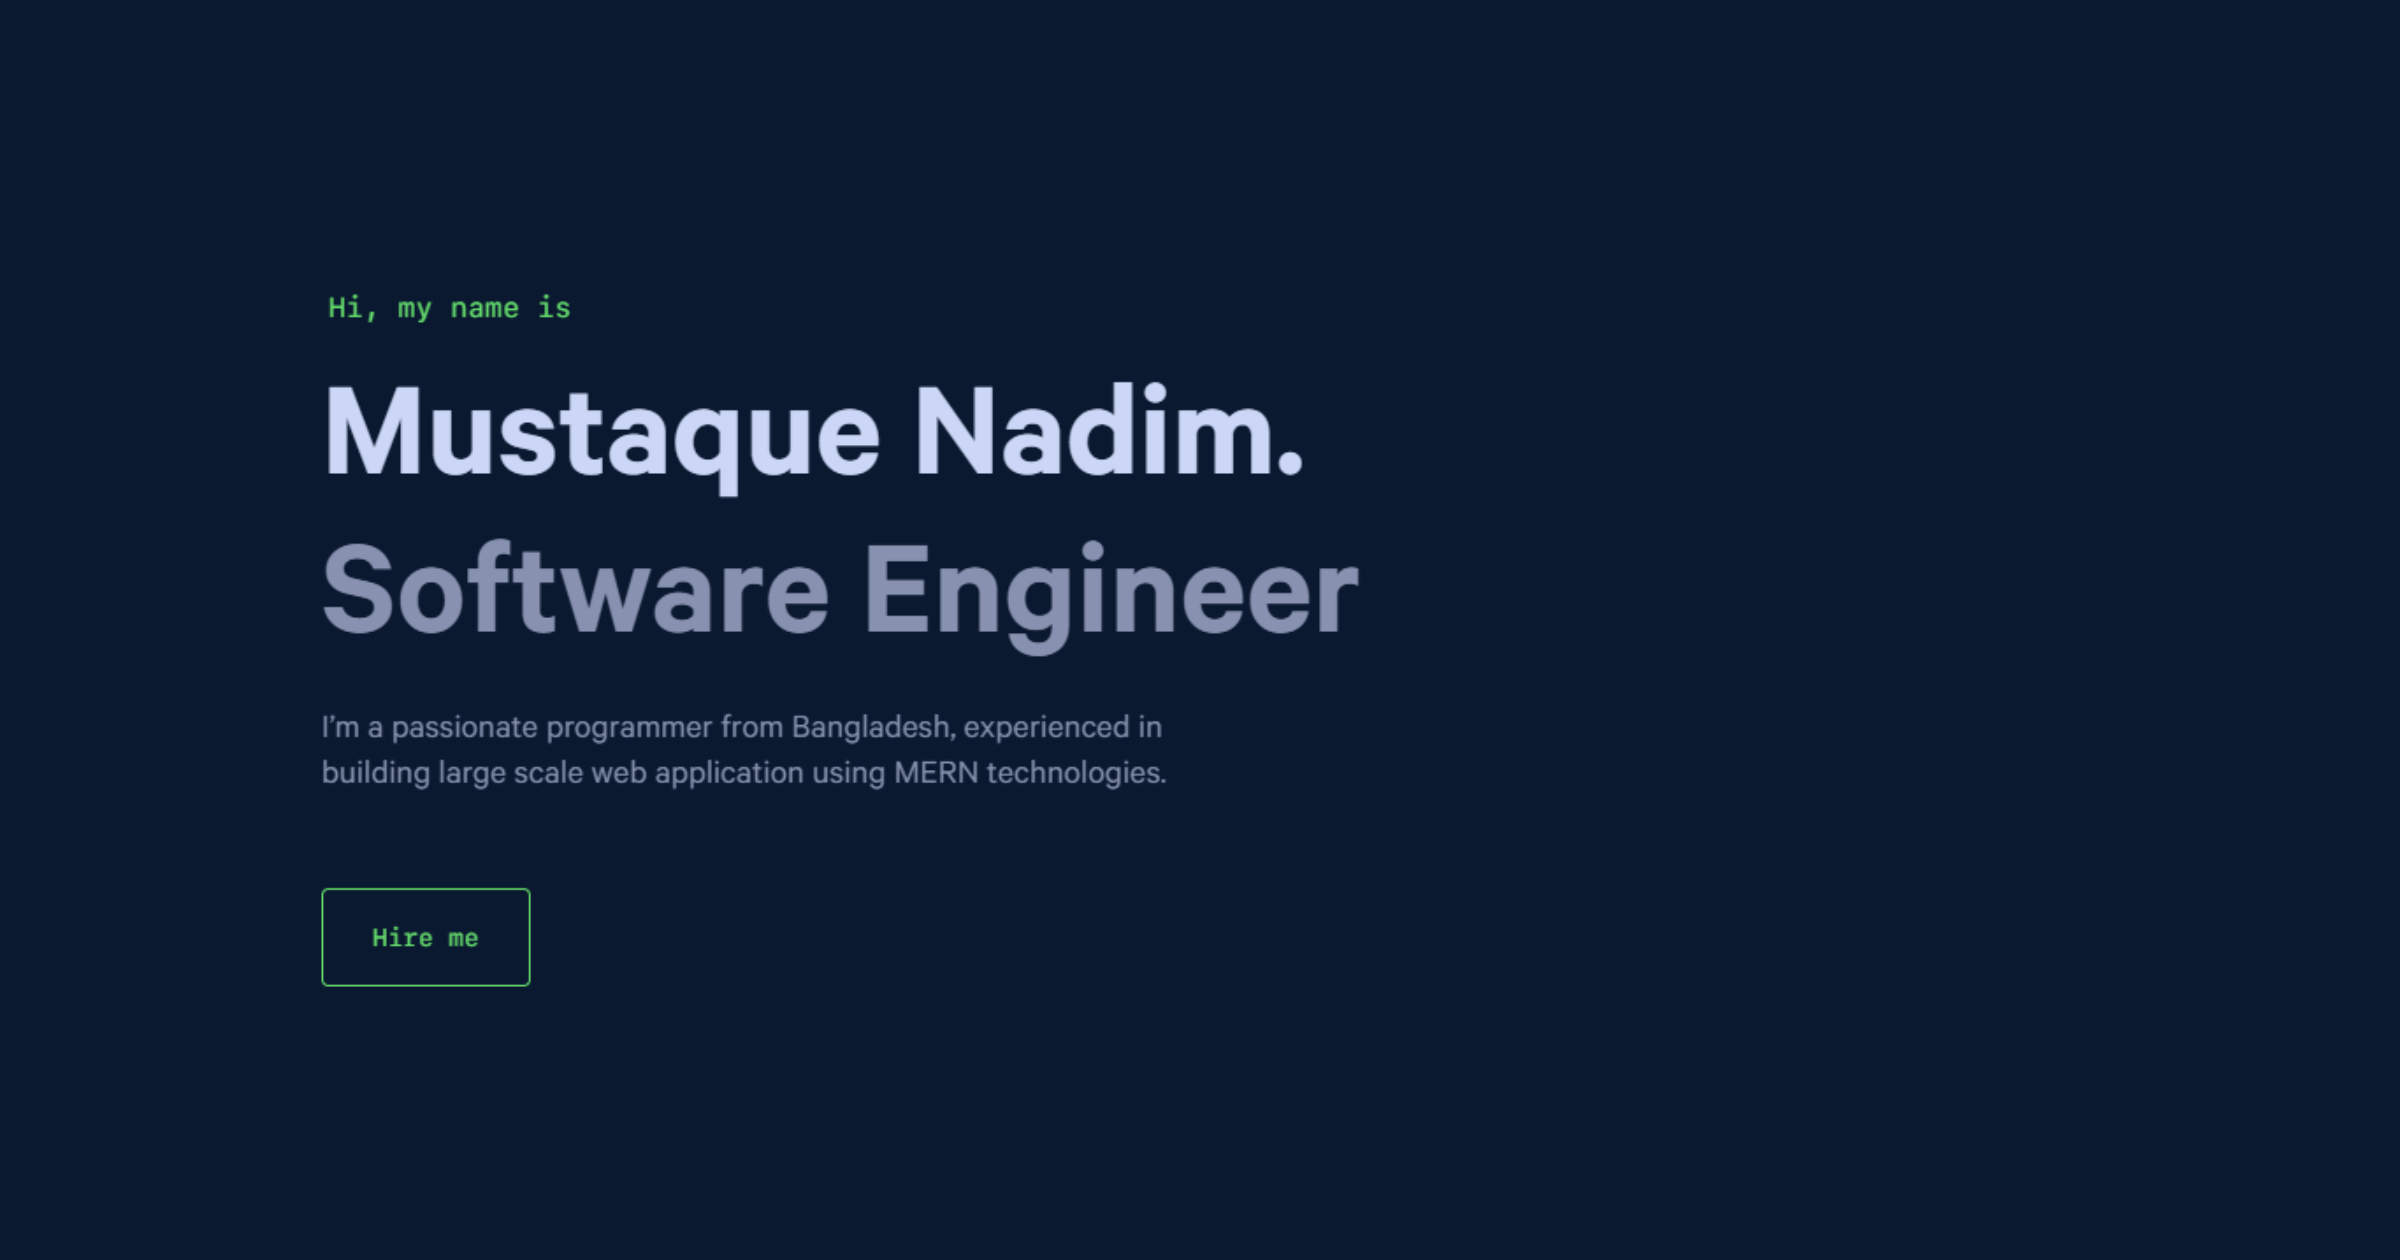 Hi, my name is
Mustaque Nadim.
Software Engineer
I’m a passionate programmer from Bangladesh, experienced in
building large scale web application using MERN technologies.
Hire me